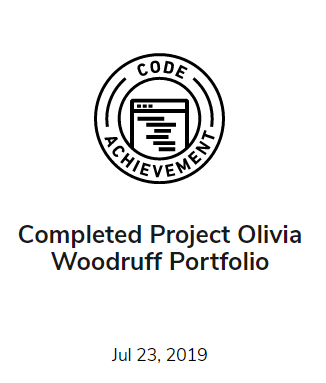 CODE
ACHIEVEMENT
Completed Project Olivia
Woodruff Portfolio
Jul 23, 2019